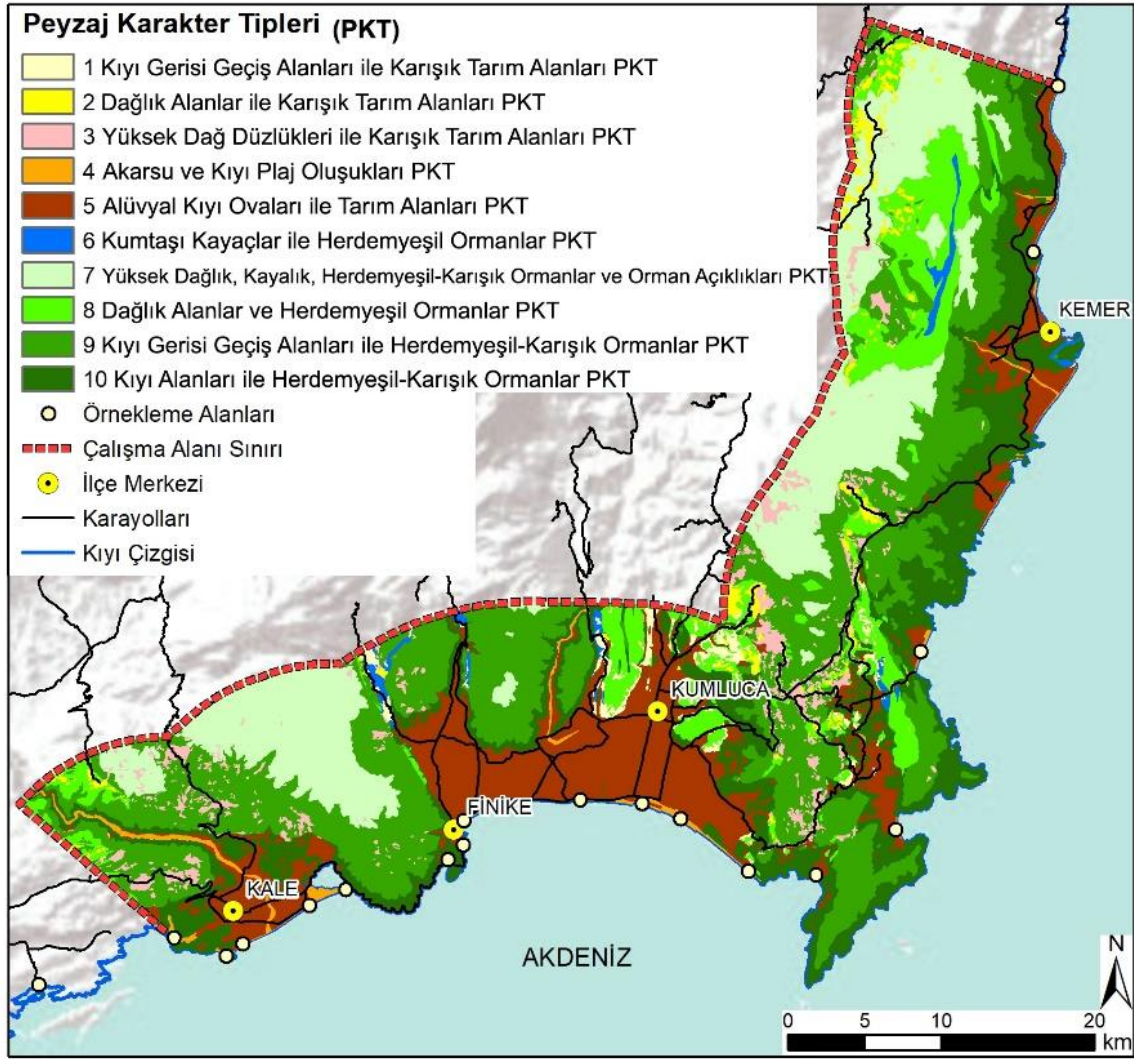 Peyzaj Karakter Tipleri (PKT)
1 Kıyı Gerisi Geçiş Alanları ile Karışık Tarım Alanları PKT
2 Dağlık Alanlar ile Karışık Tarım Alanları PKT
3 Yüksek Dağ Düzlükleri ile Karışık Tarım Alanları PKT
4 Akarsu ve Kıyı Plaj Oluşukları PKT
5 Alüvyal Kıyı Ovaları ile Tarım Alanları PKT
6 Kumtaşı Kayaçlar ile Herdemyeşil Ormanlar PKT
7 Yüksek Dağlık, Kayalık, Herdemyeşil-Karışık Ormanlar ve Orman Açıklıkları PKT
8 Dağlık Alanlar ve Herdemyeşil Ormanlar PKT
9 Kıyı Gerisi Geçiş Alanları ile Herdemyeşil-Karışık Ormanlar PKT
10 Kıyı Alanları ile Herdemyeşil-Karışık Ormanlar PKT
Örnekleme Alanları
Çalışma Alanı Sınırı
İlçe Merkezi
Karayolları
Kıyı Çizgisi
KEMER
KUMLUCA
FİNİKE
KALE
AKDENİZ
N
0 5 10 20
km